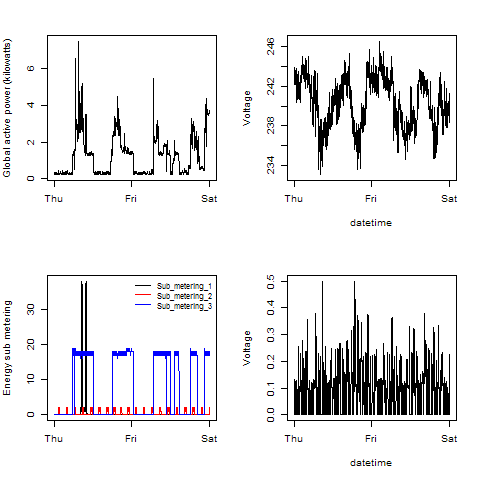 Global active power (kilowatts)
0 2 4 6
Thu Fri Sat
Voltage
234 238 242 246
Thu Fri Sat
datetime
Energy sub metering
0 10 20 30
Sub_metering_1
Sub_metering_2
Sub_metering_3
Thu Fri Sat
Voltage
0.0 0.1 0.2 0.3 0.4 0.5
Thu Fri Sat
datetime